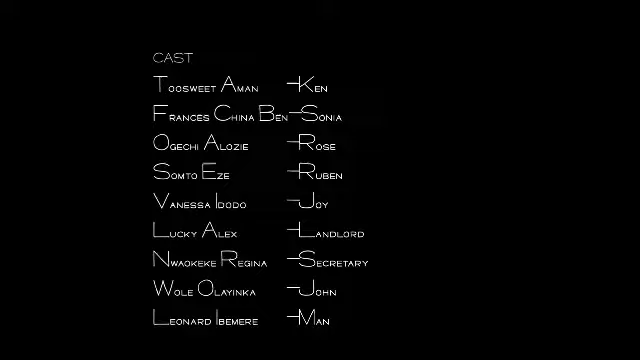 CAST
Toosweet Aman –Ken
Frances China Ben–Sonia
Ogechi Alozie –Rose
Somto Eze –Ruben
Vanessa Idodo –Joy
Lucky Alex –Landlord
Nwaokeke Regina –Secretary
Wole Olayinka –John
Leonard Ibemere –Man